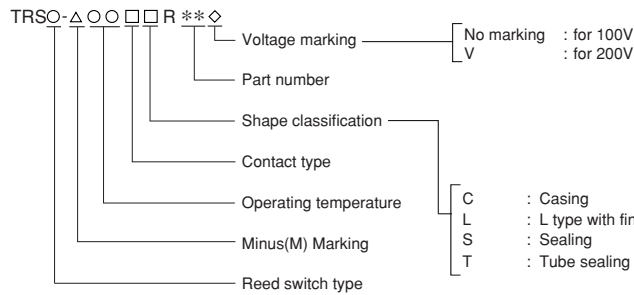 TRS○-△○○□□R**◇
Voltage marking
No marking : for 100V
V : for 200V
Part number
Shape classification
Contact type
Operating temperature
C : Casing
L : L type with fin
S : Sealing
T : Tube sealing
Minus(M) Marking
Reed switch type